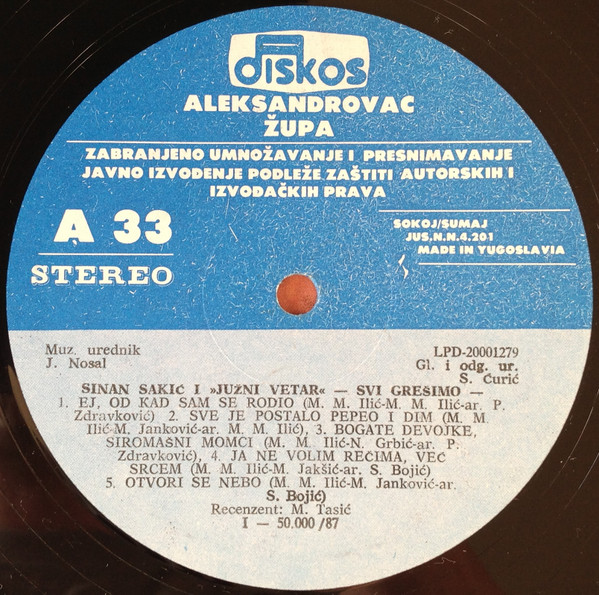 diskos
ALEKSANDROVAC
ŽUPA
ZABRANJENO UMNOŽAVANJE I PRESNIMAVANJE
JAVNO IZVOĐENJE PODLEŽE ZAŠTITI AUTORSKIH I
IZVOĐAČKIH PRAVA
A 33
STEREO
SOKOJ/SUMAJ
JUS,N.N.4.201
MADE IN YUGOSLAVIA
Muz. urednik
J. Nosal
LPD-20001279
Gl. i odg. ur.
S. Ćurić
SINAN SAKIĆ I »JUŽNI VETAR« — SVI GREŠIMO —
1. EJ, OD KAD SAM SE RODIO (M. M. Ilić-M. M. Ilić-ar. P.
Zdravković) 2. SVE JE POSTALO PEPEO I DIM (M. M.
Ilić-M. Janković-ar. M. M. Ilić), 3. BOGATE DEVOJKE,
SIROMAŠNI MOMCI (M. M. Ilić-N. Grbić-ar. P.
Zdravković), 4. JA NE VOLIM REČIMA, VEĆ
SRCEM (M. M. Ilić-M. Jakšić-ar. S. Bojić)
5. OTVORI SE NEBO (M. M. Ilić-M. Janković-ar.
S. Bojić)
Recenzent: M. Tasić
I — 50.000 /87